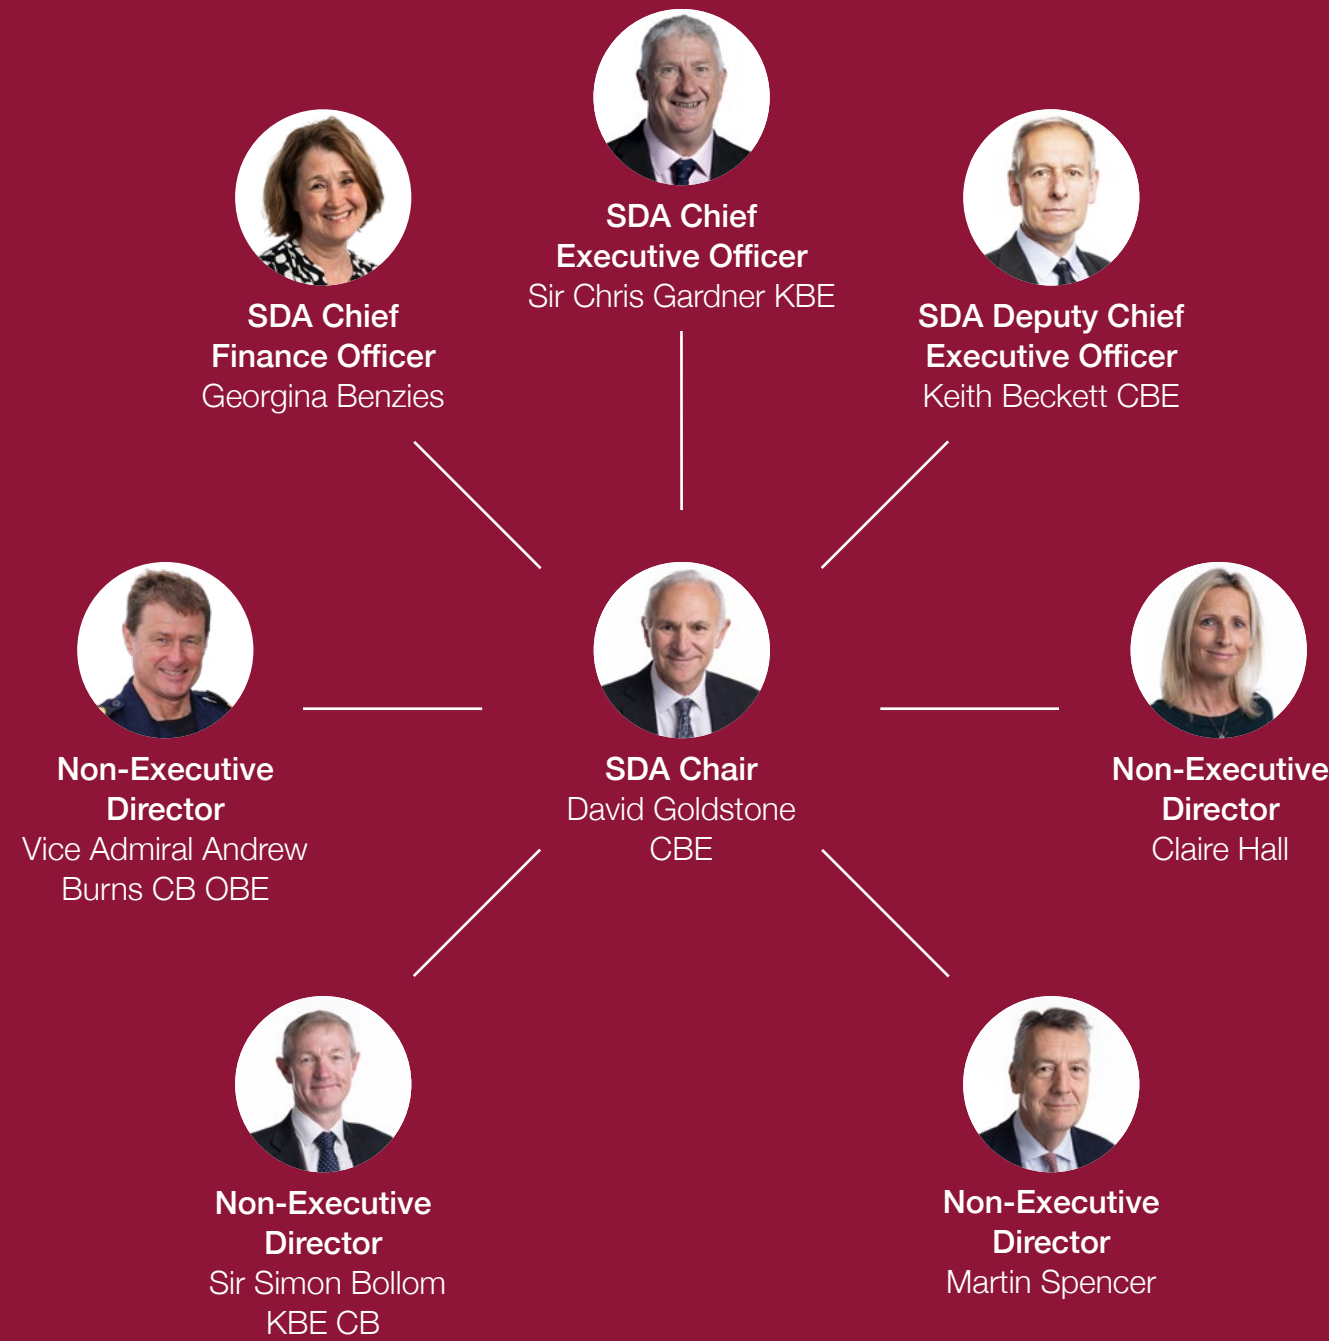 SDA Chief
Executive Officer
Sir Chris Gardner KBE
SDA Chief
Finance Officer
Georgina Benzies
SDA Deputy Chief
Executive Officer
Keith Beckett CBE
Non-Executive
Director
Vice Admiral Andrew
Burns CB OBE
SDA Chair
David Goldstone
CBE
Non-Executive
Director
Claire Hall
Non-Executive
Director
Sir Simon Bollom
KBE CB
Non-Executive
Director
Martin Spencer